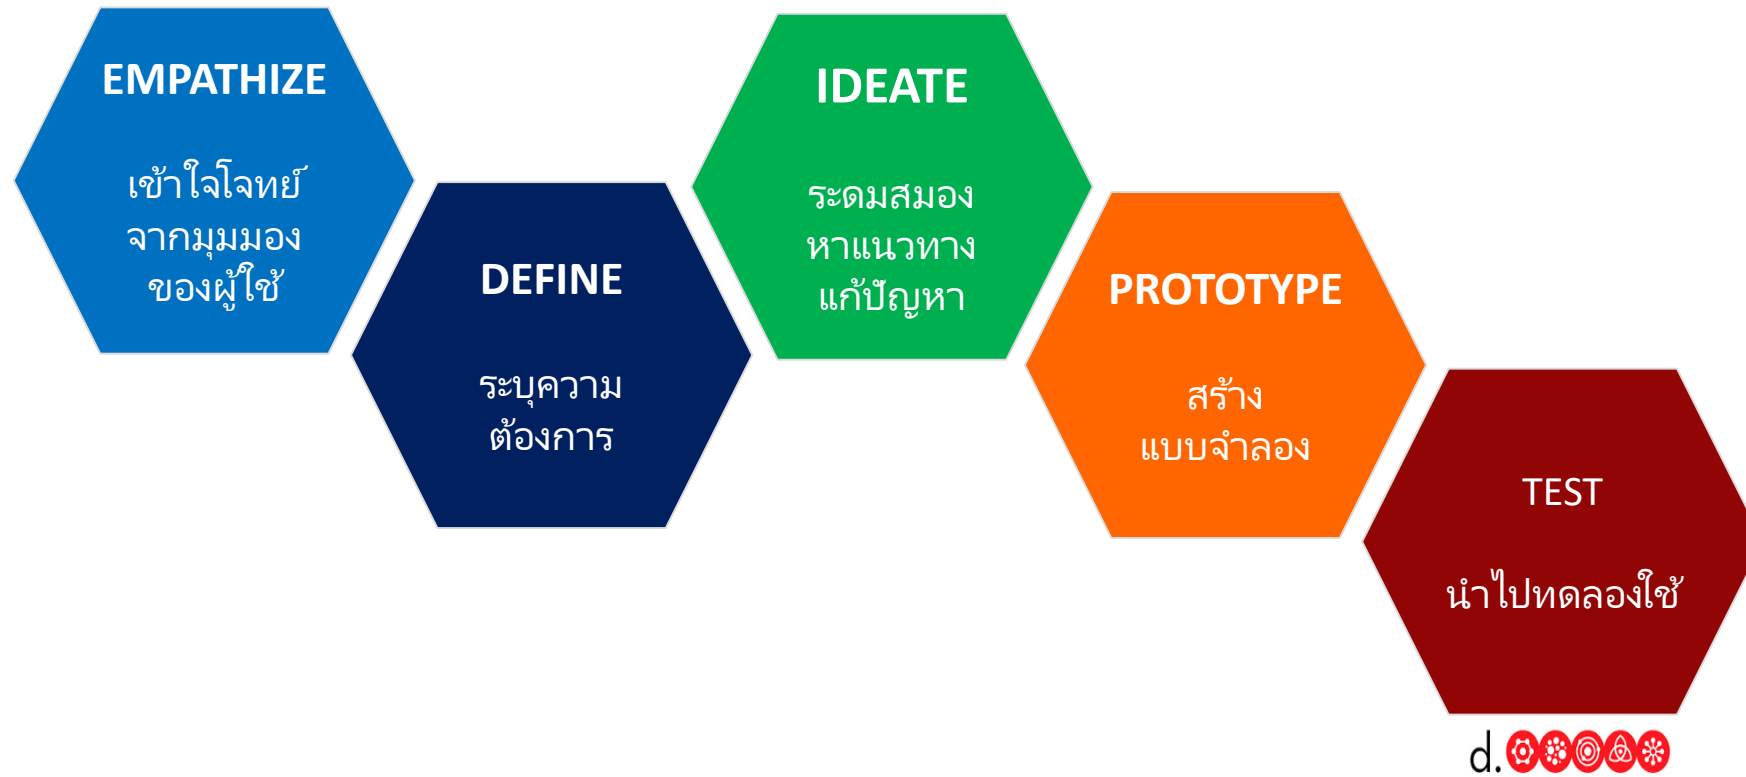 EMPATHIZE
เข้าใจโจทย์
จากมุมมอง
ของผู้ใช้
DEFINE
ระบุความ
ต้องการ
IDEATE
ระดมสมอง
หาแนวทาง
แก้ปัญหา
PROTOTYPE
สร้าง
แบบจำลอง
TEST
นำไปทดลองใช้
d.